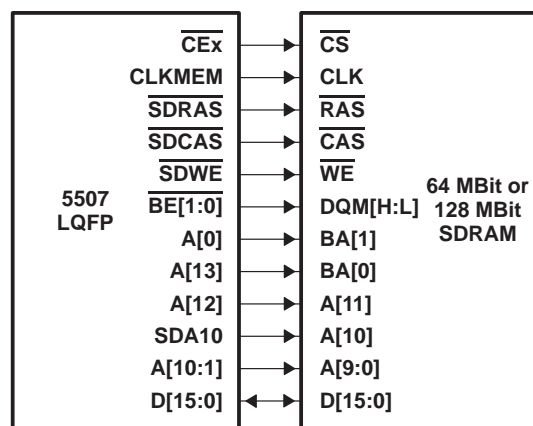 CEx CS
CLKMEM CLK
SDRAS RAS
SDCAS CAS
SDWE WE
5507
LQFP
BE[1:0] DQM[H:L]
64 MBit or
128 MBit
SDRAM
A[0] BA[1]
A[13] BA[0]
A[12] A[11]
SDA10 A[10]
A[10:1] A[9:0]
D[15:0] D[15:0]